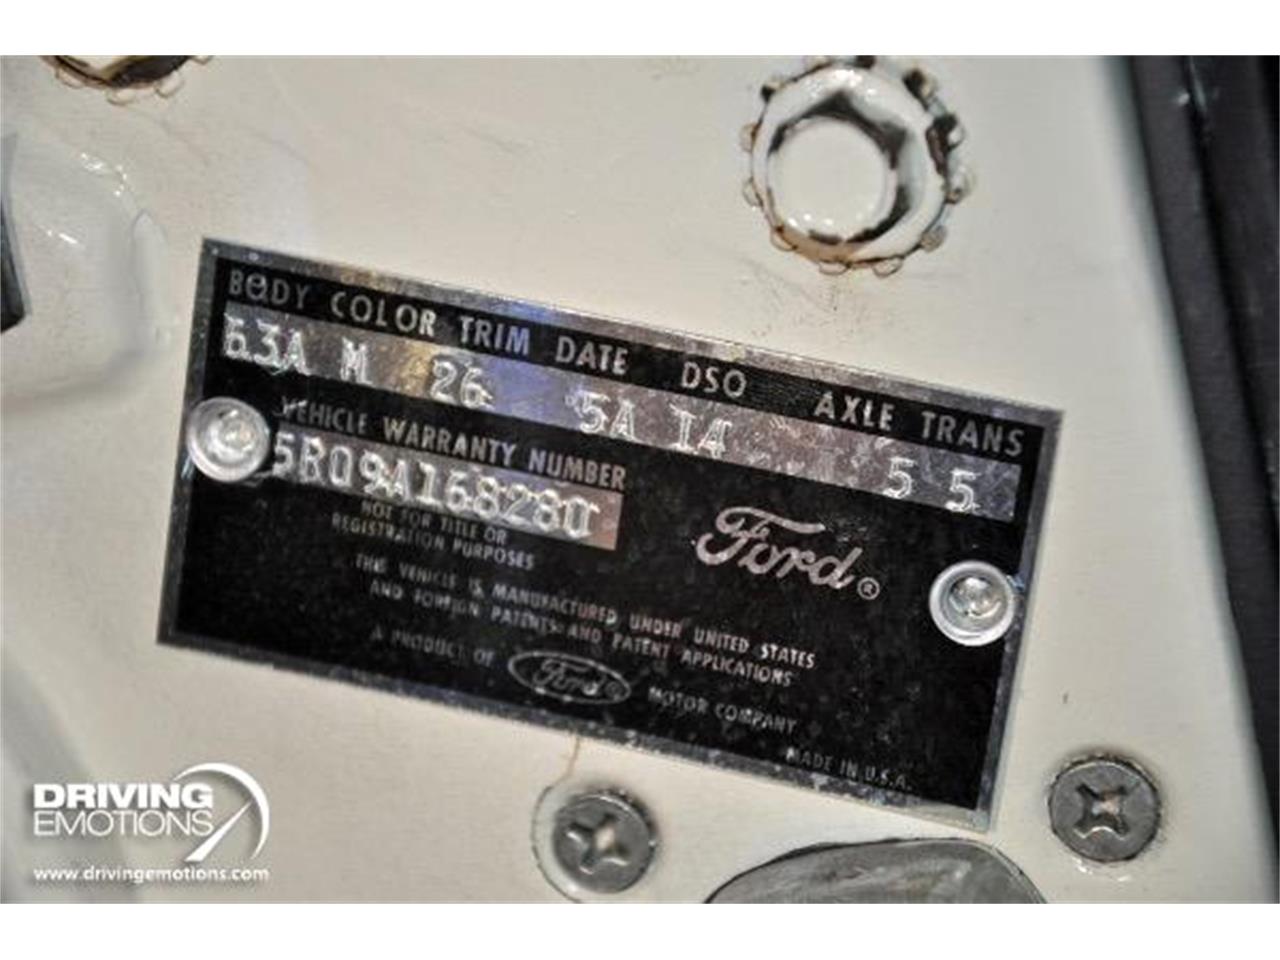 BODY COLOR TRIM DATE DSO AXLE TRANS
63A M 26 5A 14 5 5
VEHICLE WARRANTY NUMBER
5R09A168280
NOT FOR TITLE OR
REGISTRATION PURPOSES
Ford®
THIS VEHICLE IS MANUFACTURED UNDER UNITED STATES
AND FOREIGN PATENTS AND PATENT APPLICATIONS
A PRODUCT OF Ford® MOTOR COMPANY
MADE IN U.S.A.
DRIVING
EMOTIONS
www.drivingemotions.com